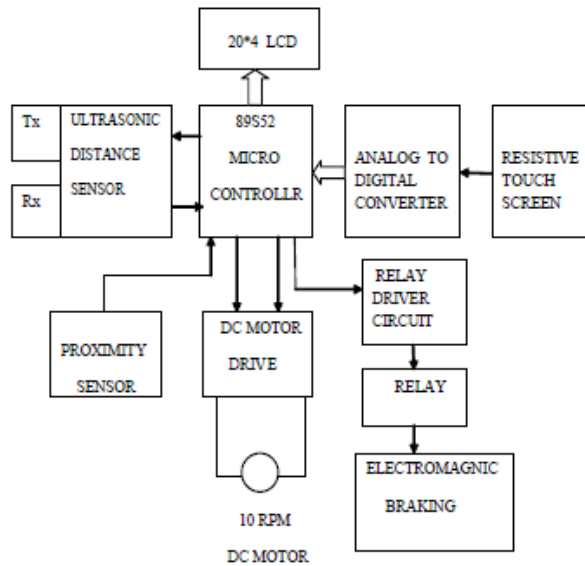 20*4 LCD
Tx
Rx
ULTRASONIC
DISTANCE
SENSOR
89S52
MICRO
CONTROLLR
ANALOG TO
DIGITAL
CONVERTER
RESISTIVE
TOUCH
SCREEN
PROXIMITY
SENSOR
DC MOTOR
DRIVE
RELAY
DRIVER
CIRCUIT
RELAY
ELECTROMAGNIC
BRAKING
10 RPM
DC MOTOR